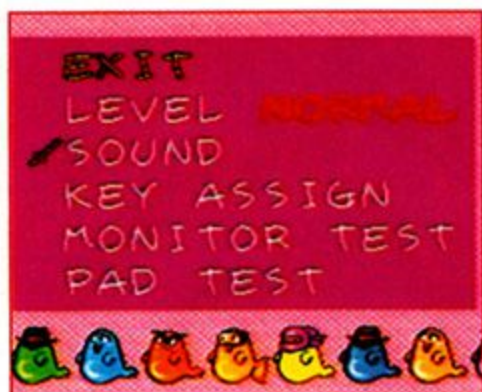 EXIT
LEVEL NORMAL
SOUND
KEY ASSIGN
MONITOR TEST
PAD TEST